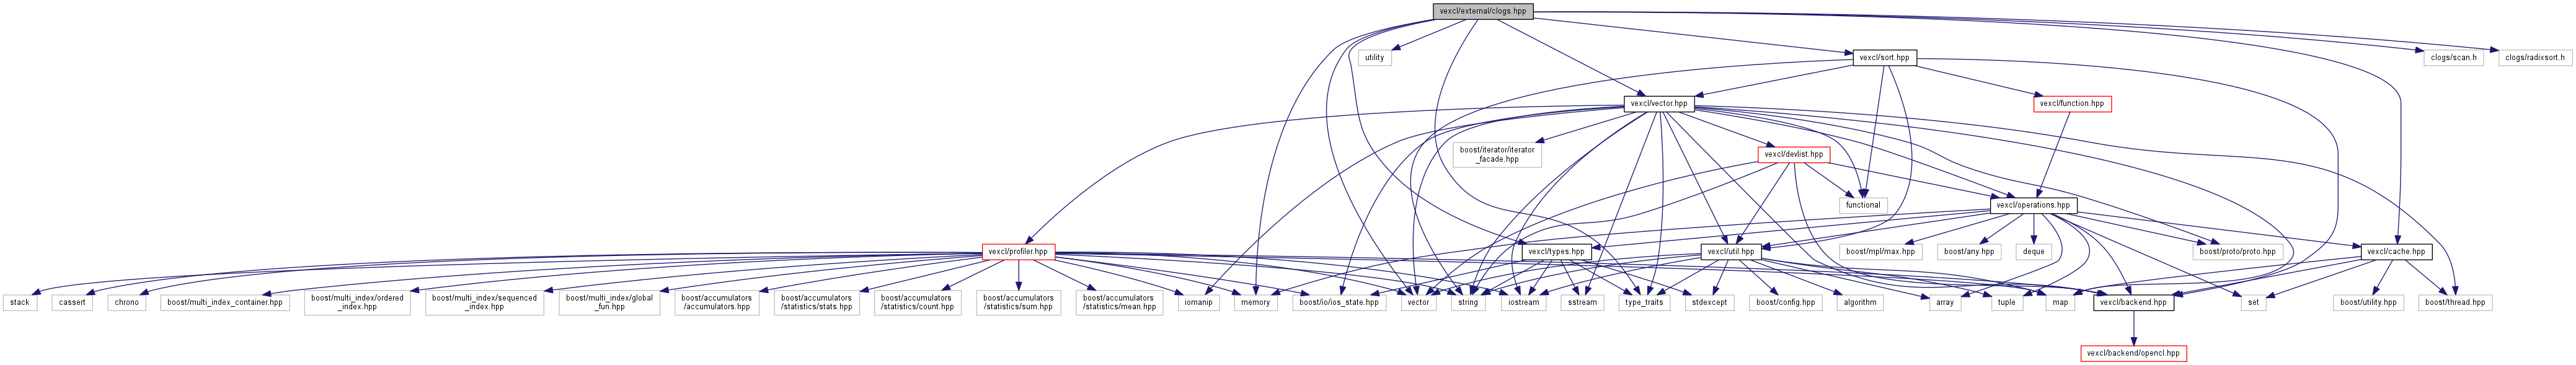 vexcl/external/clogs.hpp
utility
vexcl/sort.hpp
clogs/scan.h
clogs/radixsort.h
vexcl/vector.hpp
vexcl/function.hpp
boost/iterator/iterator
_facade.hpp
vexcl/devlist.hpp
functional
vexcl/operations.hpp
vexcl/profiler.hpp
vexcl/types.hpp
vexcl/util.hpp
boost/mpl/max.hpp
boost/any.hpp
deque
boost/proto/proto.hpp
vexcl/cache.hpp
stack
cassert
chrono
boost/multi_index_container.hpp
boost/multi_index/ordered
_index.hpp
boost/multi_index/sequenced
_index.hpp
boost/multi_index/global
_fun.hpp
boost/accumulators
/accumulators.hpp
boost/accumulators
/statistics/stats.hpp
boost/accumulators
/statistics/count.hpp
boost/accumulators
/statistics/sum.hpp
boost/accumulators
/statistics/mean.hpp
iomanip
memory
boost/io/ios_state.hpp
vector
string
iostream
sstream
type_traits
stdexcept
boost/config.hpp
algorithm
array
tuple
map
vexcl/backend.hpp
set
boost/utility.hpp
boost/thread.hpp
vexcl/backend/opencl.hpp